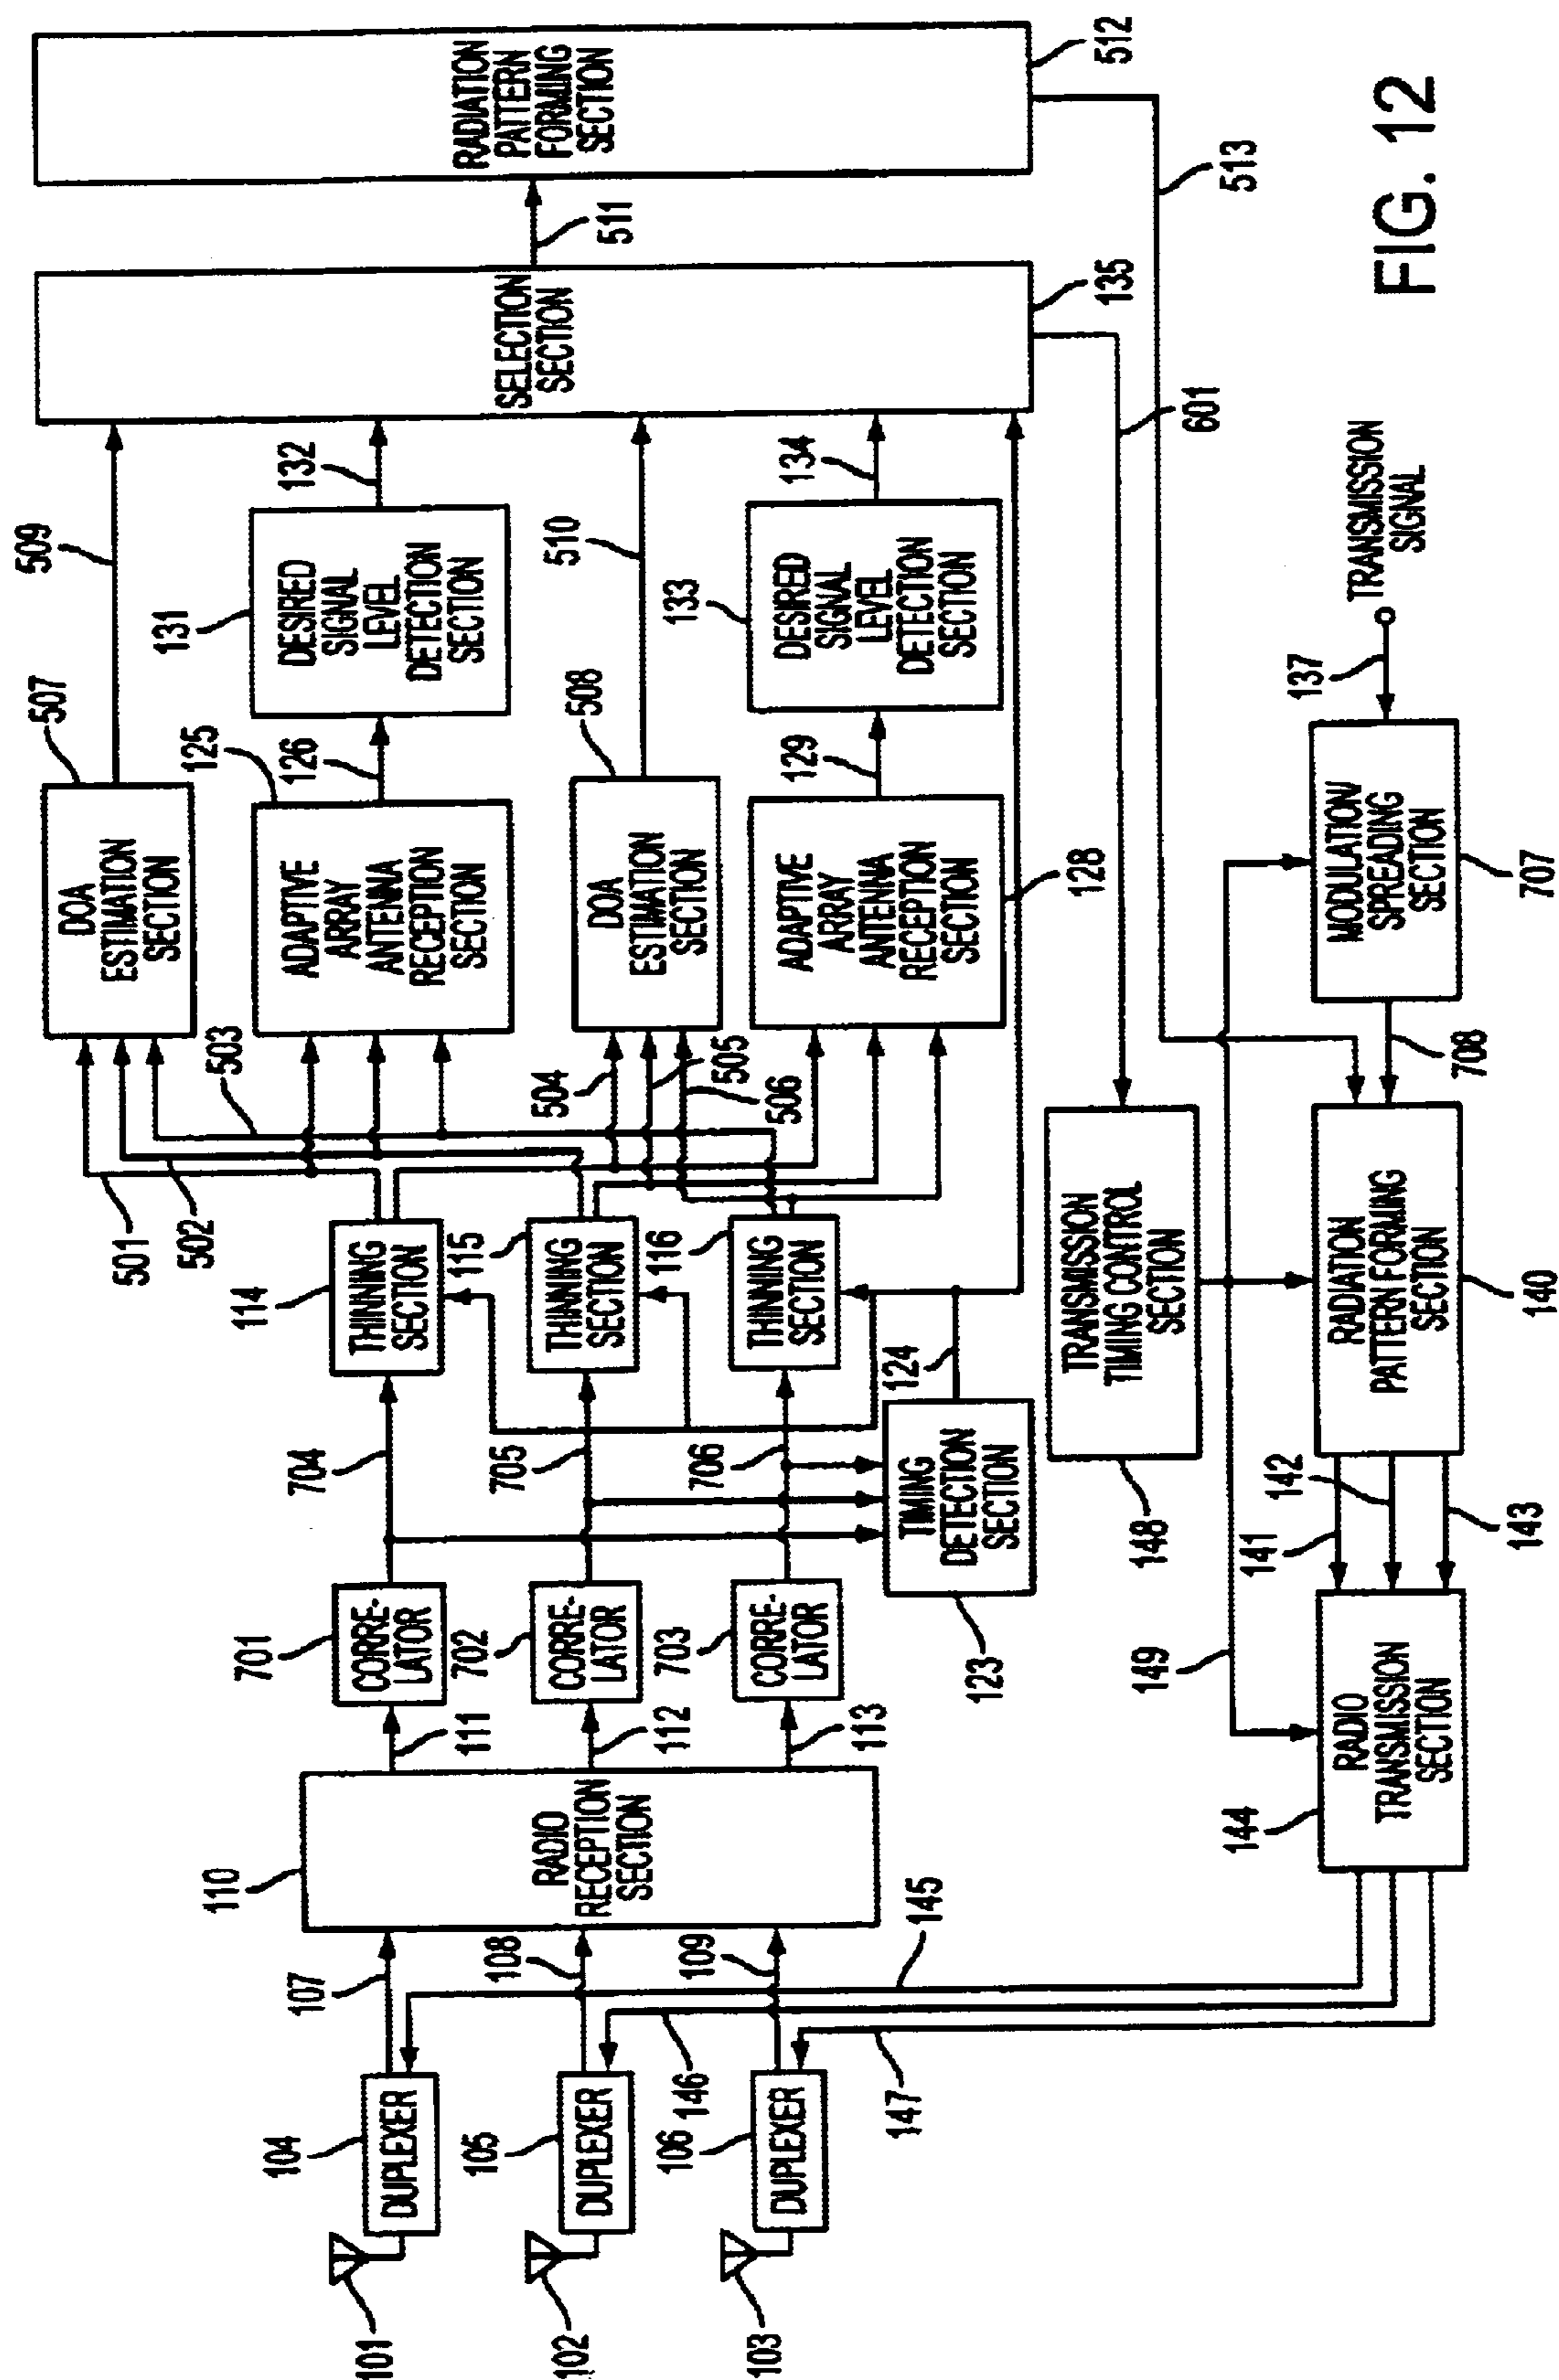 101
102
103
104
105
106
DUPLEXER
DUPLEXER
DUPLEXER
107
108
109
146
147
145
110
RADIO
RECEPTION
SECTION
111
112
113
701
CORRE-
LATOR
702
CORRE-
LATOR
703
CORRE-
LATOR
704
705
706
123
TIMING
DETECTION
SECTION
124
114
THINNING
SECTION
115
THINNING
SECTION
116
THINNING
SECTION
501
502
503
504
505
506
507
DOA
ESTIMATION
SECTION
125
ADAPTIVE
ARRAY
ANTENNA
RECEPTION
SECTION
508
DOA
ESTIMATION
SECTION
ADAPTIVE
ARRAY
ANTENNA
RECEPTION
SECTION
128
509
126
131
DESIRED
SIGNAL
LEVEL
DETECTION
SECTION
132
510
129
133
DESIRED
SIGNAL
LEVEL
DETECTION
SECTION
134
SELECTION
SECTION
135
511
RADIATION
PATTERN
FORMING
SECTION
512
513
601
144
RADIO
TRANSMISSION
SECTION
149
148
TRANSMISSION
TIMING CONTROL
SECTION
141
142
143
RADIATION
PATTERN FORMING
SECTION
140
708
MODULATION/
SPREADING
SECTION
707
137
TRANSMISSION
SIGNAL
FIG. 12